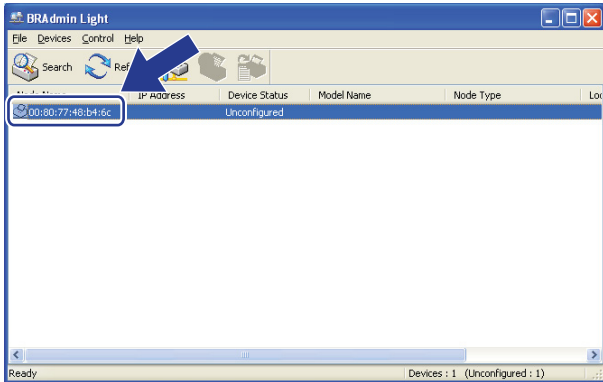 BRAdmin Light
File Devices Control Help
Search
IP Address Device Status Model Name Node Type
00:80:77:48:b4:6c Unconfigured
Ready Devices : 1 (Unconfigured : 1)